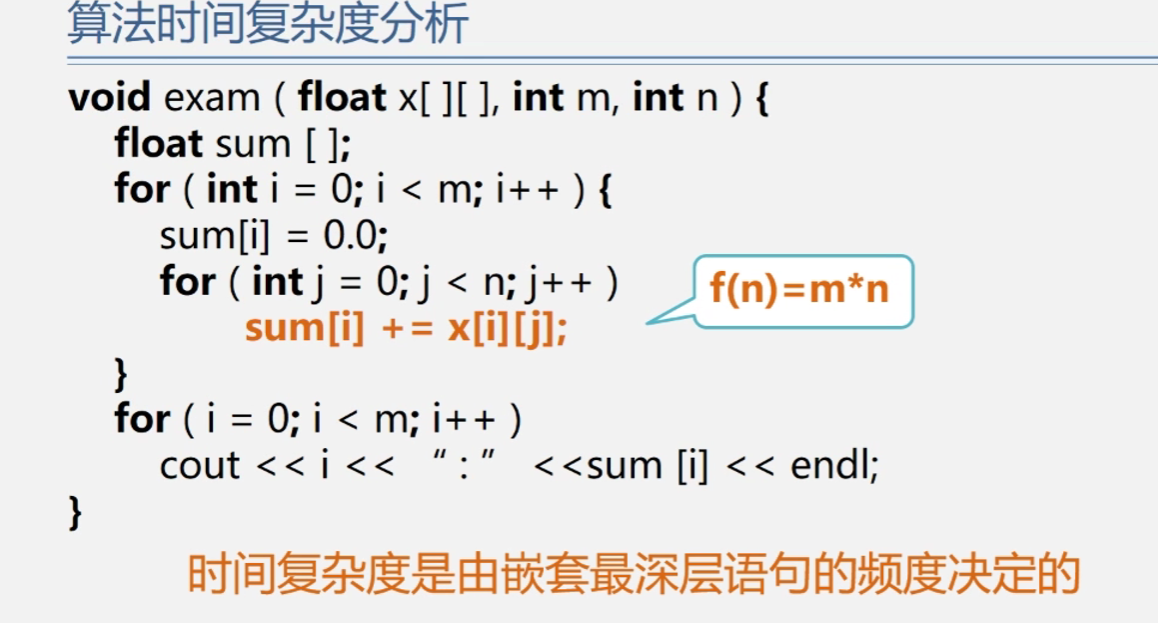 算法时间复杂度分析
void exam ( float x[ ][ ], int m, int n ) {
float sum [ ];
for ( int i = 0; i < m; i++ ) {
sum[i] = 0.0;
for ( int j = 0; j < n; j++ )
f(n)=m*n
sum[i] += x[i][j];
}
for ( i = 0; i < m; i++ )
cout << i << “ : ” <<sum [i] << endl;
}
时间复杂度是由嵌套最深层语句的频度决定的